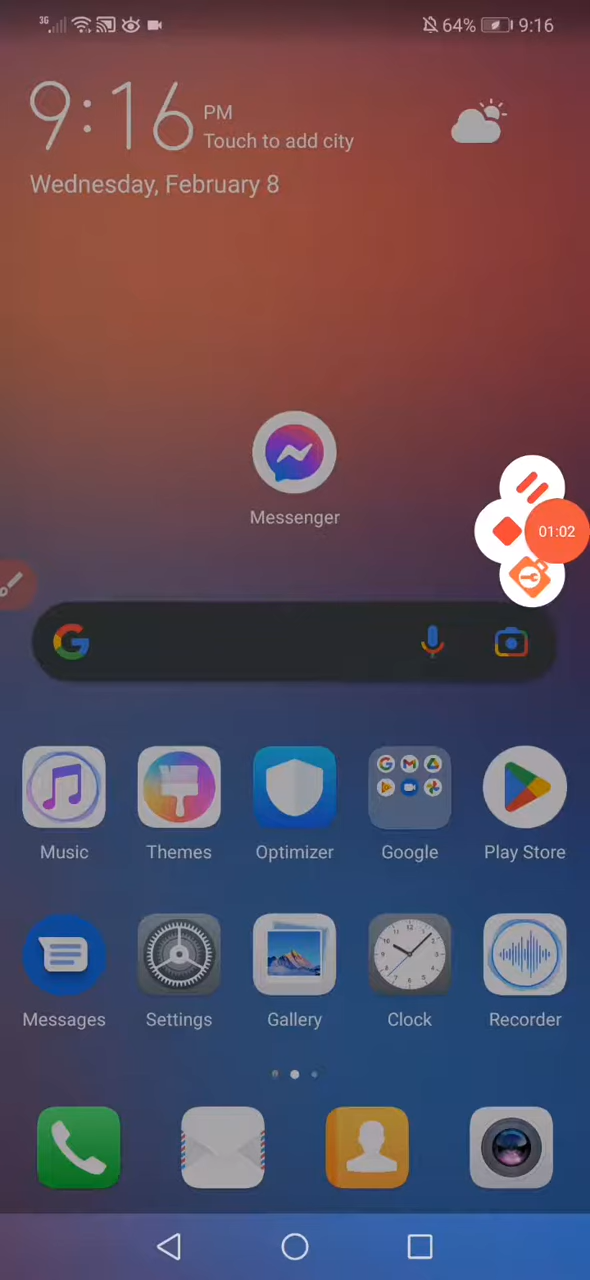 3G 64% 9:16
9:16 PM
Touch to add city
Wednesday, February 8
Messenger
01:02
Music Themes Optimizer Google Play Store
Messages Settings Gallery Clock Recorder